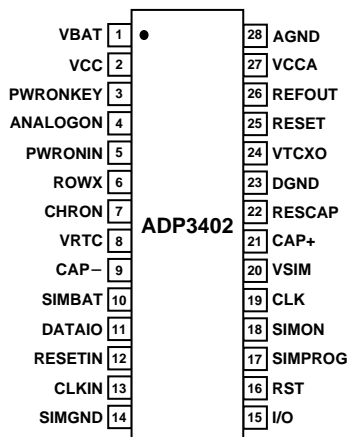 VBAT 1 28 AGND
VCC 2 27 VCCA
PWRONKEY 3 26 REFOUT
ANALOGON 4 25 RESET
PWRONIN 5 24 VTCXO
ROWX 6 23 DGND
CHRON 7 22 RESCAP
ADP3402
VRTC 8 21 CAP+
CAP− 9 20 VSIM
SIMBAT 10 19 CLK
DATAIO 11 18 SIMON
RESETIN 12 17 SIMPROG
CLKIN 13 16 RST
SIMGND 14 15 I/O